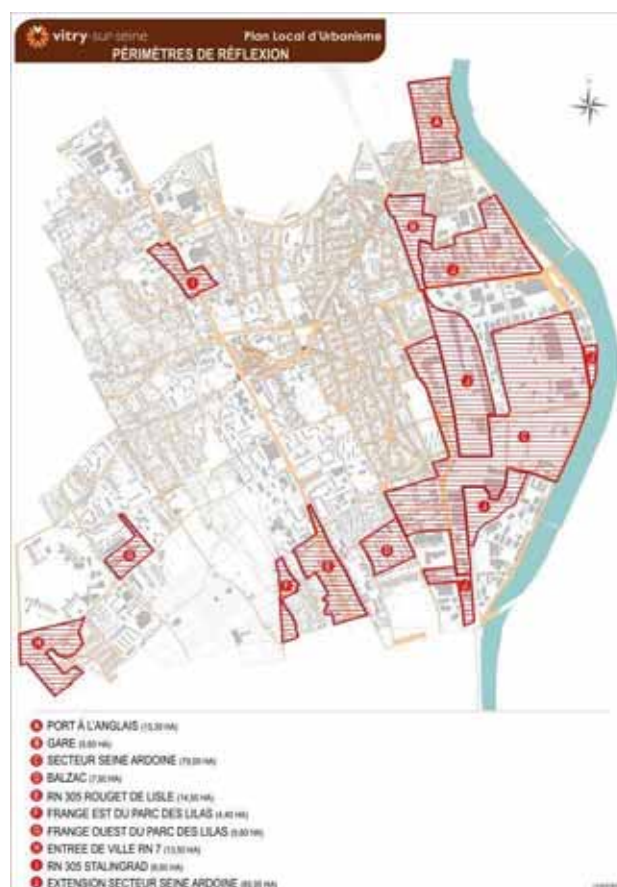 vitry-sur-seine Plan Local d'Urbanisme
PÉRIMÈTRES DE RÉFLEXION
A
B
J
I
J
C
J
D
G
E
F
J
H
A PORT À L'ANGLAIS
B GARE
C SECTEUR SEINE ARDOINE
D BALZAC
E RN 305 ROUGET DE LISLE
F FRANGE EST DU PARC DES LILAS
G FRANGE OUEST DU PARC DES LILAS
H ENTREE DE VILLE RN 7
I RN 305 STALINGRAD
J EXTENSION SECTEUR SEINE ARDOINE